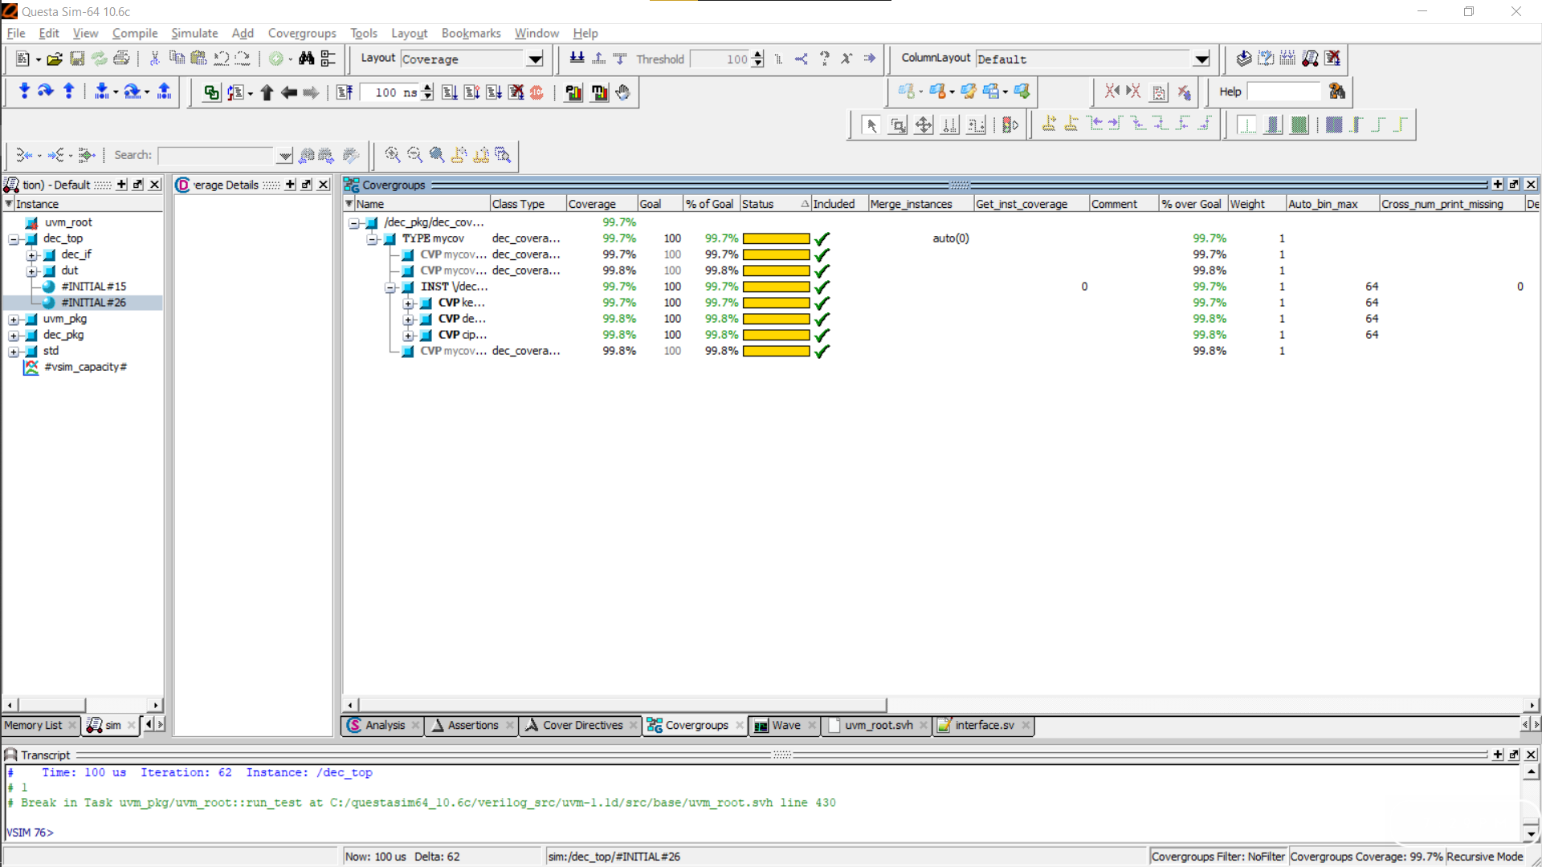 Questa Sim-64 10.6c
File Edit View Compile Simulate Add Covergroups Tools Layout Bookmarks Window Help
Layout Coverage Threshold 100 ColumnLayout Default
100 ns Help
Search:
tion) - Default
Instance
uvm_root
dec_top
dec_if
dut
#INITIAL#15
#INITIAL#26
uvm_pkg
dec_pkg
std
#vsim_capacity#
Memory List sim
erage Details
Covergroups
Name Class Type Coverage Goal % of Goal Status Included Merge_instances Get_inst_coverage Comment % over Goal Weight Auto_bin_max Cross_num_print_missing De
/dec_pkg/dec_cov... 99.7%
TYPE mycov dec_covera... 99.7% 100 99.7% auto(0) 99.7% 1
CVP mycov... dec_covera... 99.7% 100 99.7% 99.7% 1
CVP mycov... dec_covera... 99.8% 100 99.8% 99.8% 1
INST \/dec... 99.7% 100 99.7% 0 99.7% 1 64 0
CVP ke... 99.7% 100 99.7% 99.7% 1 64
CVP de... 99.8% 100 99.8% 99.8% 1 64
CVP cip... 99.8% 100 99.8% 99.8% 1 64
CVP mycov... dec_covera... 99.8% 100 99.8% 99.8% 1
Analysis Assertions Cover Directives Covergroups Wave uvm_root.svh interface.sv
Transcript
# Time: 100 us Iteration: 62 Instance: /dec_top
# 1
# Break in Task uvm_pkg/uvm_root::run_test at C:/questasim64_10.6c/verilog_src/uvm-1.1d/src/base/uvm_root.svh line 430
VSIM 76>
Now: 100 us Delta: 62 sim:/dec_top/#INITIAL#26 Covergroups Filter: NoFilter Covergroups Coverage: 99.7% Recursive Mode